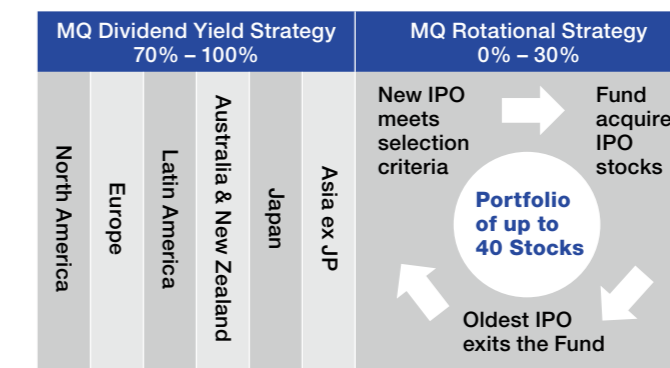 MQ Dividend Yield Strategy
70% – 100%
MQ Rotational Strategy
0% – 30%
North America
Europe
Latin America
Australia & New Zealand
Japan
Asia ex JP
New IPO
meets
selection
criteria
Fund
acquire
IPO
stocks
Portfolio
of up to
40 Stocks
Oldest IPO
exits the Fund